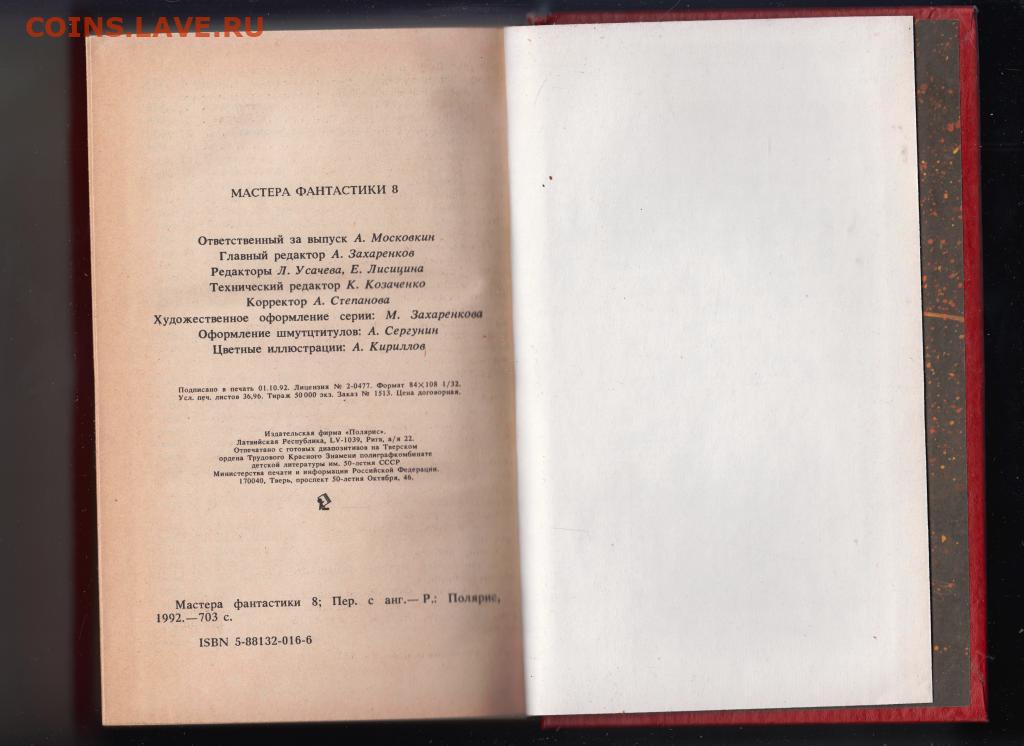 COINS.LAVE.RU
МАСТЕРА ФАНТАСТИКИ 8
Ответственный за выпуск А. Московкин
Главный редактор А. Захаренков
Редакторы Л. Усачева, Е. Лисицина
Технический редактор К. Козаченко
Корректор А. Степанова
Художественное оформление серии: М. Захаренкова
Оформление шмутцтитулов: А. Сергунин
Цветные иллюстрации: А. Кириллов
Подписано в печать 01.10.92. Лицензия № 2-0477. Формат 84×108 1/32.
Усл. печ. листов 36,96. Тираж 50 000 экз. Заказ № 1513. Цена договорная.
Издательская фирма «Полярис».
Латвийская Республика, LV-1039, Рига, а/я 22.
Отпечатано с готовых диапозитивов на Тверском
ордена Трудового Красного Знамени полиграфкомбинате
детской литературы им. 50-летия СССР
Министерства печати и информации Российской Федерации.
170040, Тверь, проспект 50-летия Октября, 46.
Мастера фантастики 8; Пер. с анг.— Р.: Полярис,
1992.—703 с.
ISBN 5-88132-016-6